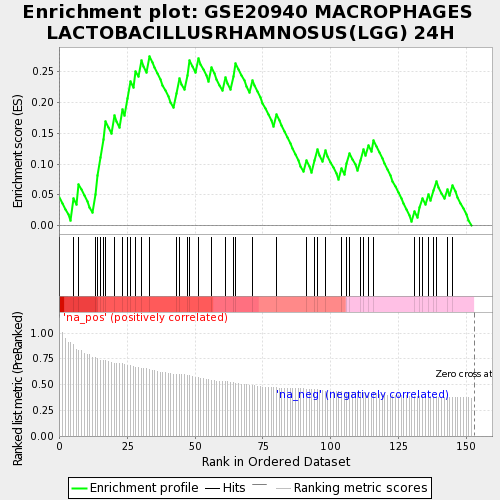 Enrichment plot: GSE20940 MACROPHAGES
LACTOBACILLUSRHAMNOSUS(LGG) 24H
Enrichment score (ES)
0.25
0.20
0.15
0.10
0.05
0.00
'na_pos' (positively correlated)
Ranked list metric (PreRanked)
1.00
0.75
0.50
0.25
0.00
Zero cross at
'na_neg' (negatively correlated)
0 25 50 75 100 125 150
Rank in Ordered Dataset
Enrichment profile Hits Ranking metric scores